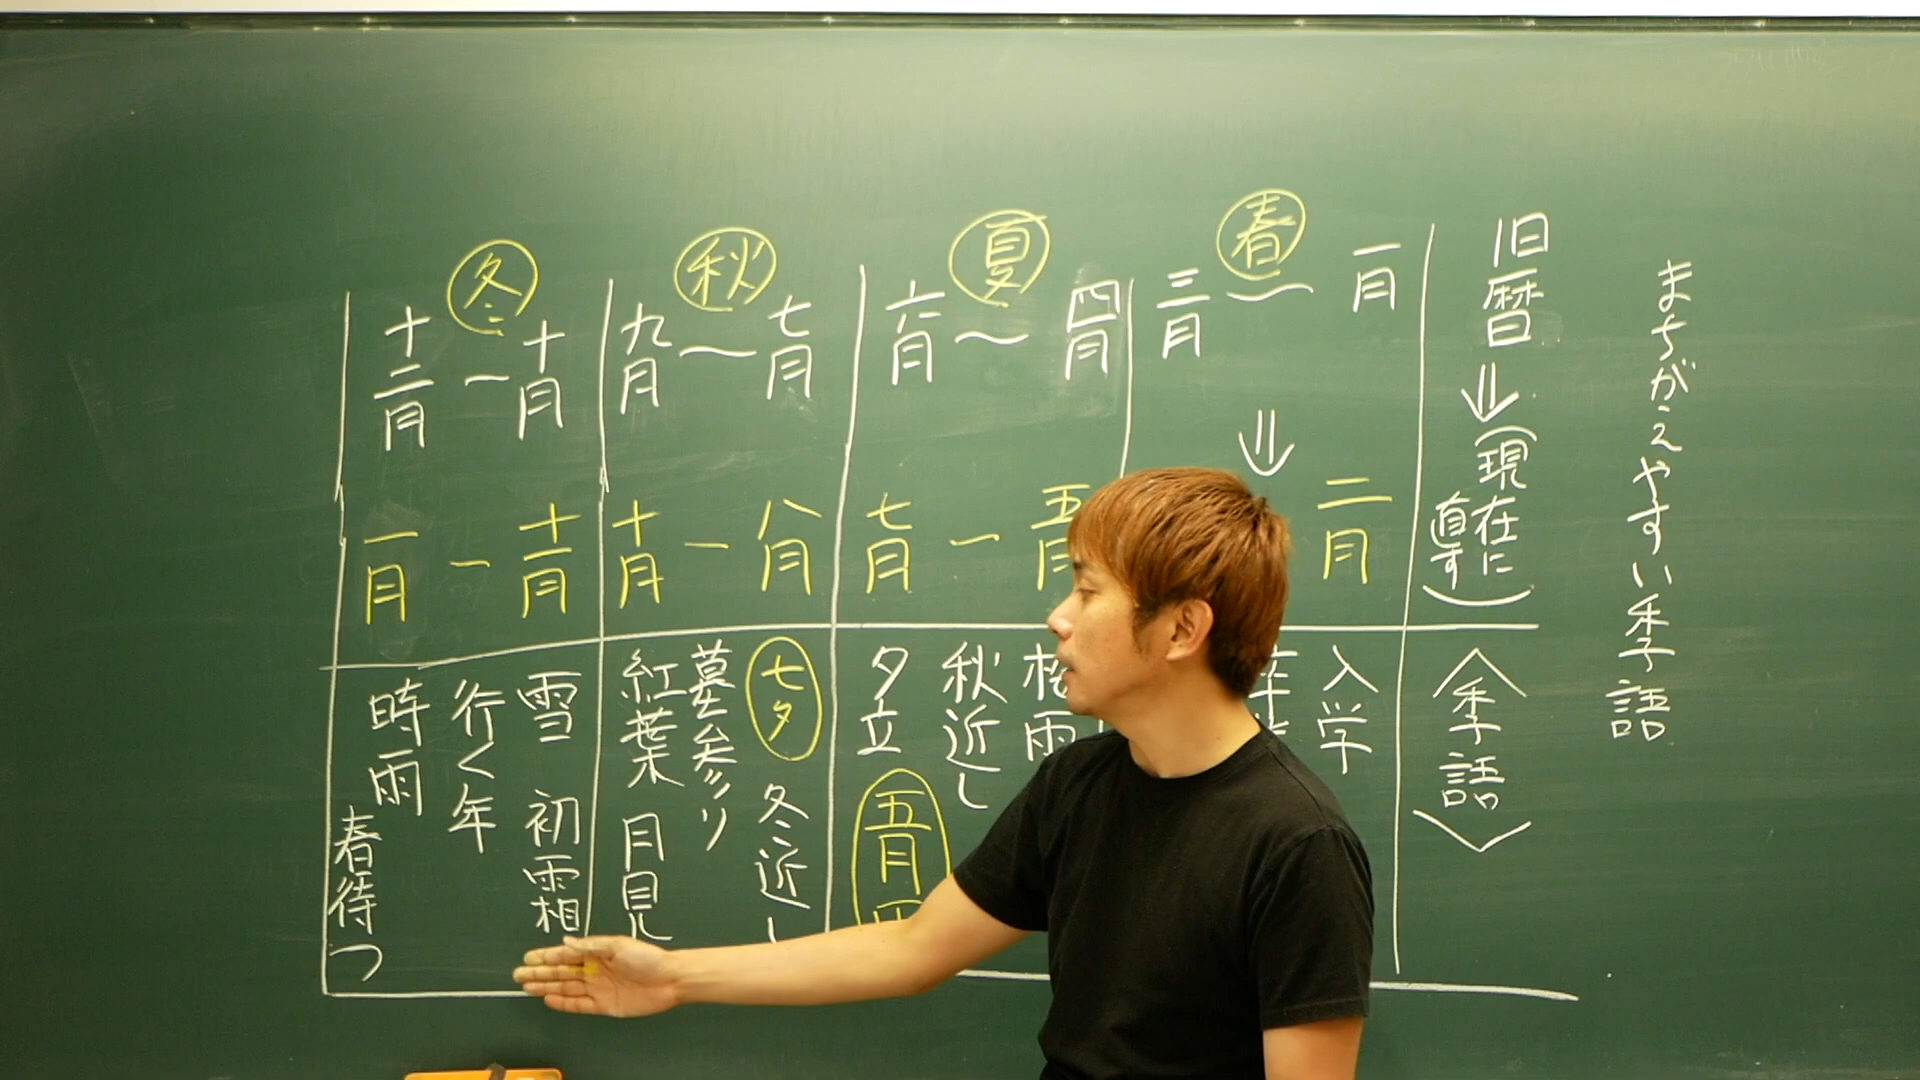 まちがえやすい季語
旧暦⇓(現在に直す)
〈季語〉
春
一月〜三月
⇓
二月
入学
夏
四月〜六月
五月〜七月
梅雨
秋近し
夕立
五月雨
秋
七月〜九月
八月〜十月
七夕
冬近し
墓参り
紅葉
月見
冬
十月〜十二月
十一月〜一月
雪
初霜
行く年
時雨
春待つ